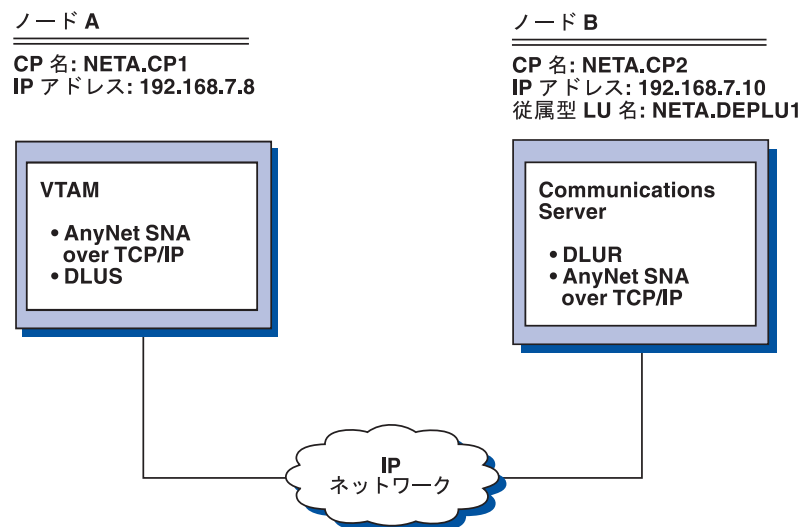 ノード A
CP 名: NETA.CP1
IP アドレス: 192.168.7.8
VTAM
• AnyNet SNA
over TCP/IP
• DLUS
ノード B
CP 名: NETA.CP2
IP アドレス: 192.168.7.10
従属型 LU 名: NETA.DEPLU1
Communications
Server
• DLUR
• AnyNet SNA
over TCP/IP
IP
ネットワーク